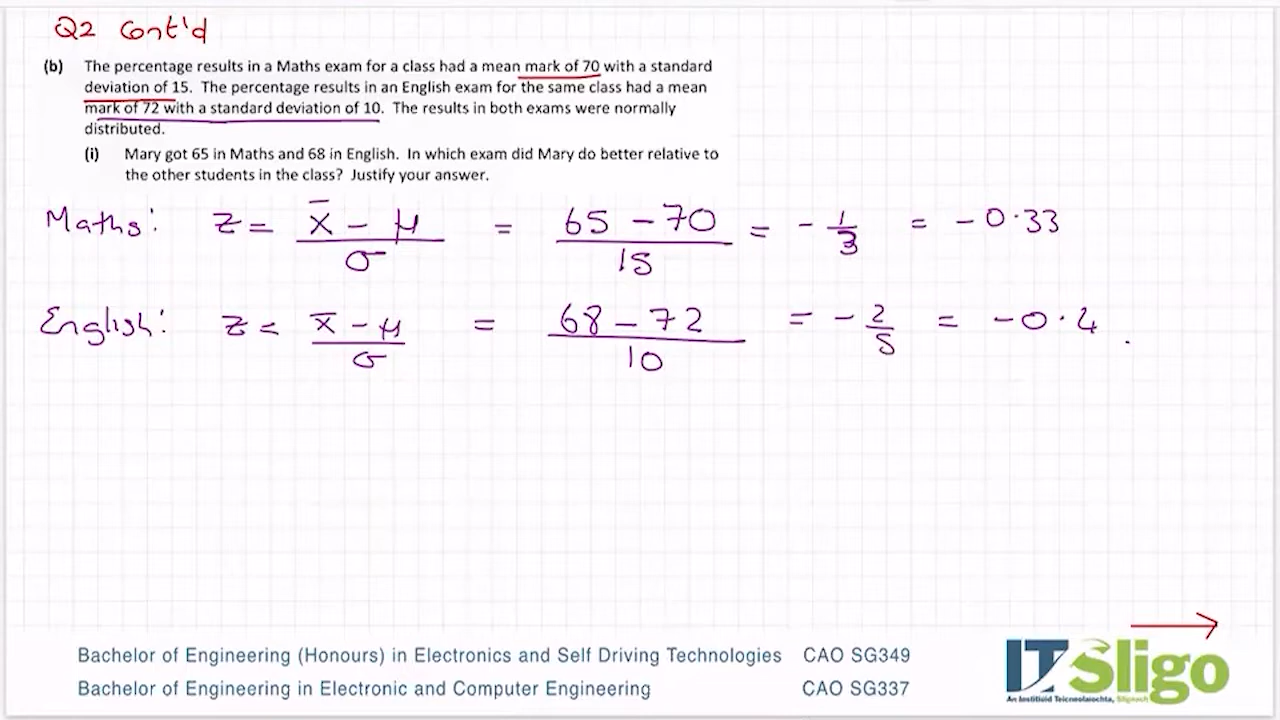 Q2 Cont'd
(b) The percentage results in a Maths exam for a class had a mean mark of 70 with a standard
deviation of 15. The percentage results in an English exam for the same class had a mean
mark of 72 with a standard deviation of 10. The results in both exams were normally
distributed.
(i) Mary got 65 in Maths and 68 in English. In which exam did Mary do better relative to
the other students in the class? Justify your answer.
Maths: z = (x̄ - μ)/σ = (65 - 70)/15 = -1/3 = -0.33
English: z = (x̄ - μ)/σ = (68 - 72)/10 = -2/5 = -0.4
Bachelor of Engineering (Honours) in Electronics and Self Driving Technologies CAO SG349
Bachelor of Engineering in Electronic and Computer Engineering CAO SG337
IT Sligo
An Institiúid Teicneolaíochta, Sligeach